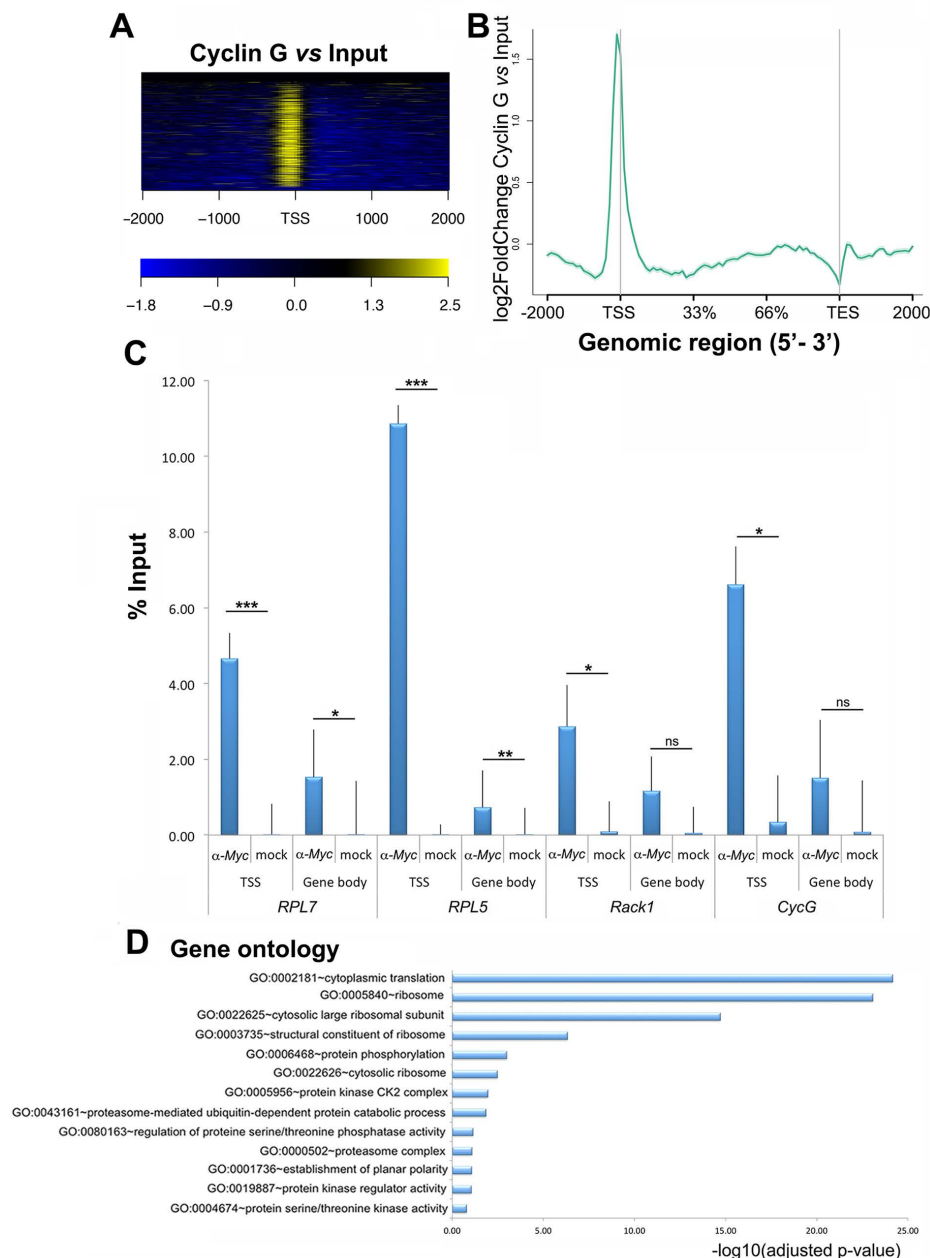 A
Cyclin G vs Input
−2000 −1000 TSS 1000 2000
−1.8 −0.9 0.0 1.3 2.5
B
log2FoldChange Cyclin G vs Input
1.5
1.0
0.5
0.0
-2000 TSS 33% 66% TES 2000
Genomic region (5’- 3’)
C
% Input
12.00
10.00
8.00
6.00
4.00
2.00
0.00
***
*
***
**
*
ns
*
ns
α-Myc mock α-Myc mock α-Myc mock α-Myc mock α-Myc mock α-Myc mock α-Myc mock α-Myc mock
TSS Gene body TSS Gene body TSS Gene body TSS Gene body
RPL7 RPL5 Rack1 CycG
D Gene ontology
GO:0002181~cytoplasmic translation
GO:0005840~ribosome
GO:0022625~cytosolic large ribosomal subunit
GO:0003735~structural constituent of ribosome
GO:0006468~protein phosphorylation
GO:0022626~cytosolic ribosome
GO:0005956~protein kinase CK2 complex
GO:0043161~proteasome-mediated ubiquitin-dependent protein catabolic process
GO:0080163~regulation of proteine serine/threonine phosphatase activity
GO:0000502~proteasome complex
GO:0001736~establishment of planar polarity
GO:0019887~protein kinase regulator activity
GO:0004674~protein serine/threonine kinase activity
0.00 5.00 10.00 15.00 20.00 25.00
-log10(adjusted p-value)